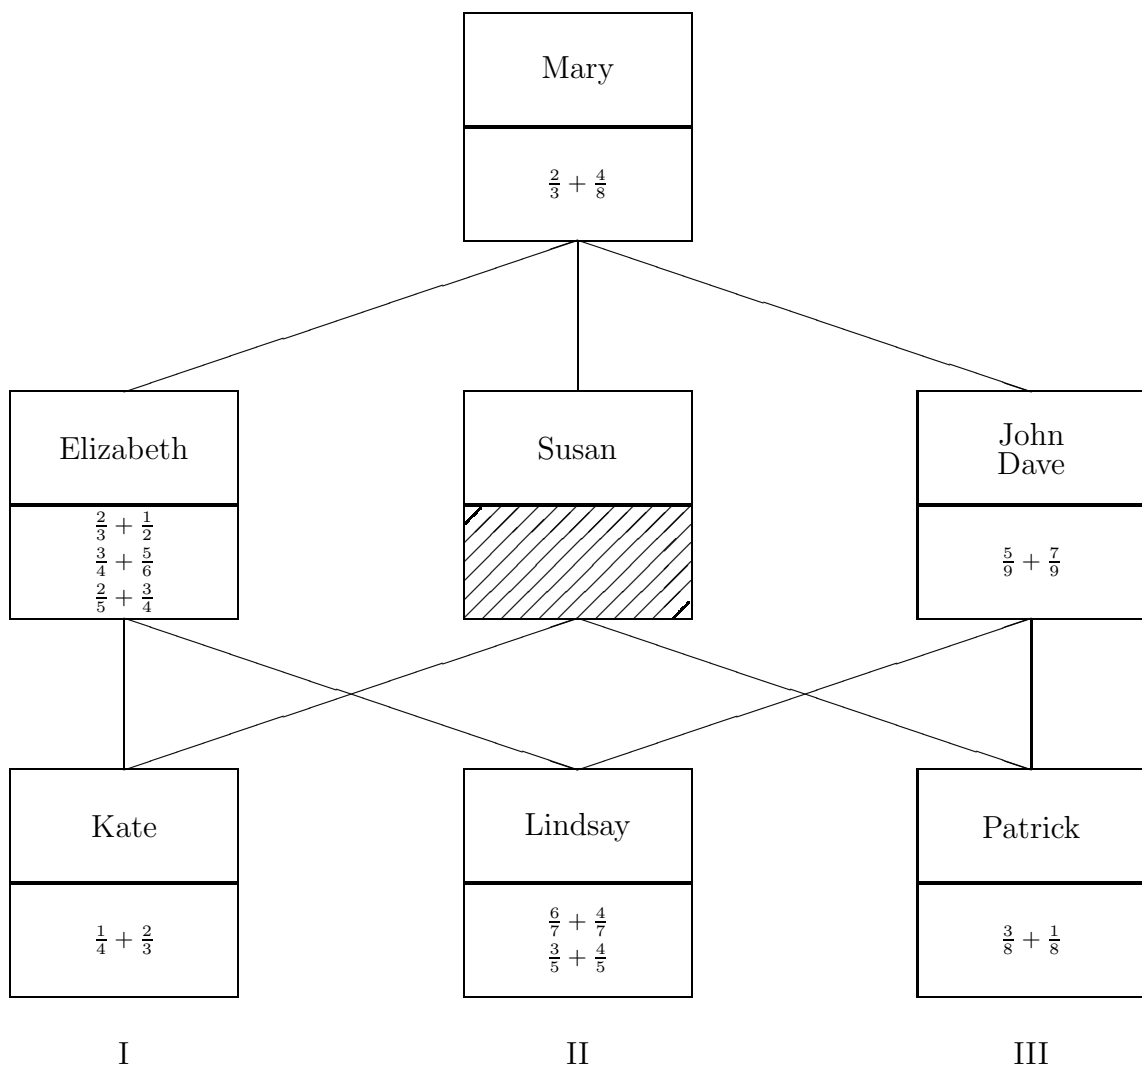 Mary
2/3 + 4/8
Elizabeth
2/3 + 1/2
3/4 + 5/6
2/5 + 3/4
Susan
John
Dave
5/9 + 7/9
Kate
1/4 + 2/3
Lindsay
6/7 + 4/7
3/5 + 4/5
Patrick
3/8 + 1/8
I
II
III